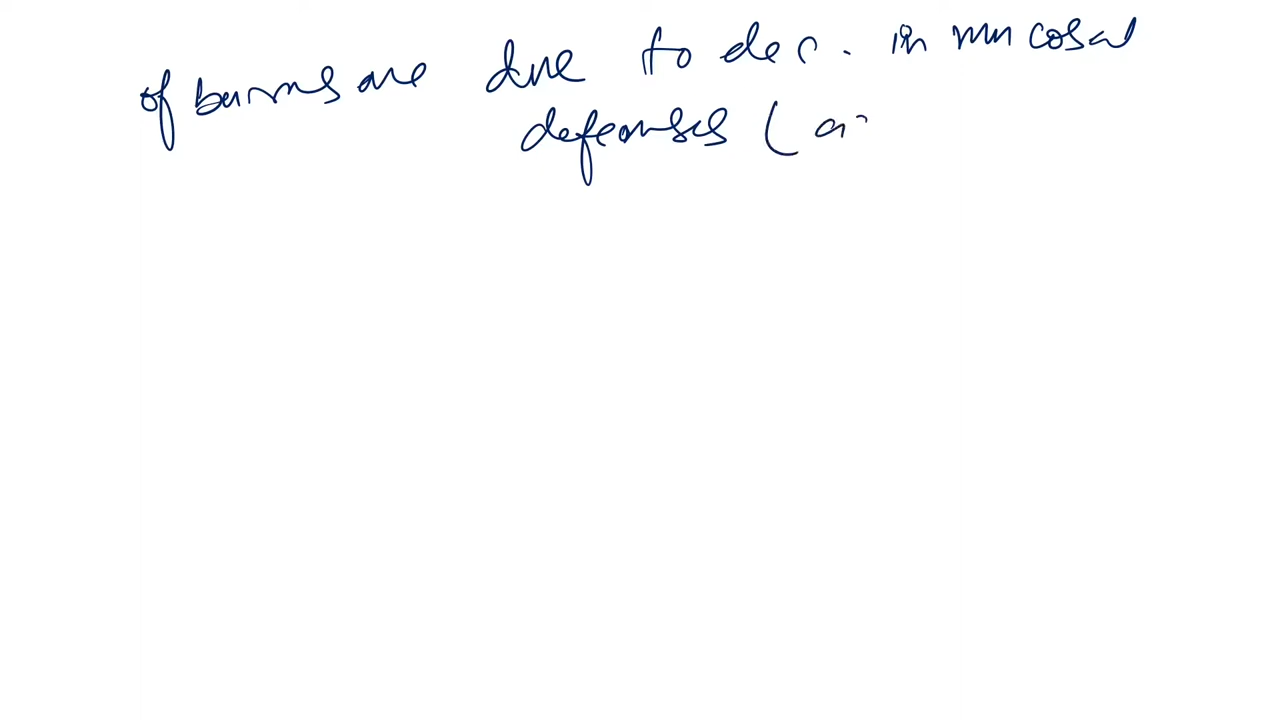 of burns are due to dec. in mucosal
defenses (